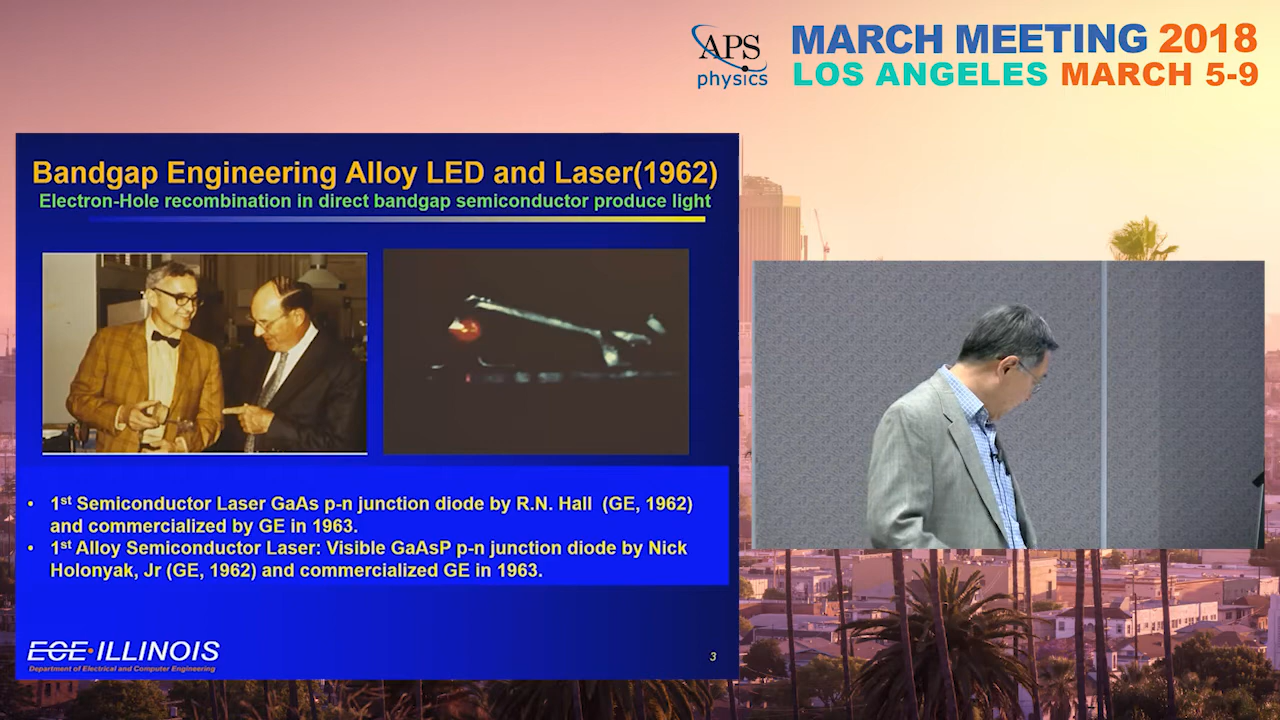 APS
physics
MARCH MEETING 2018
LOS ANGELES MARCH 5-9
Bandgap Engineering Alloy LED and Laser(1962)
Electron-Hole recombination in direct bandgap semiconductor produce light
• 1st Semiconductor Laser GaAs p-n junction diode by R.N. Hall (GE, 1962)
and commercialized by GE in 1963.
• 1st Alloy Semiconductor Laser: Visible GaAsP p-n junction diode by Nick
Holonyak, Jr (GE, 1962) and commercialized GE in 1963.
ECE·ILLINOIS
Department of Electrical and Computer Engineering
3